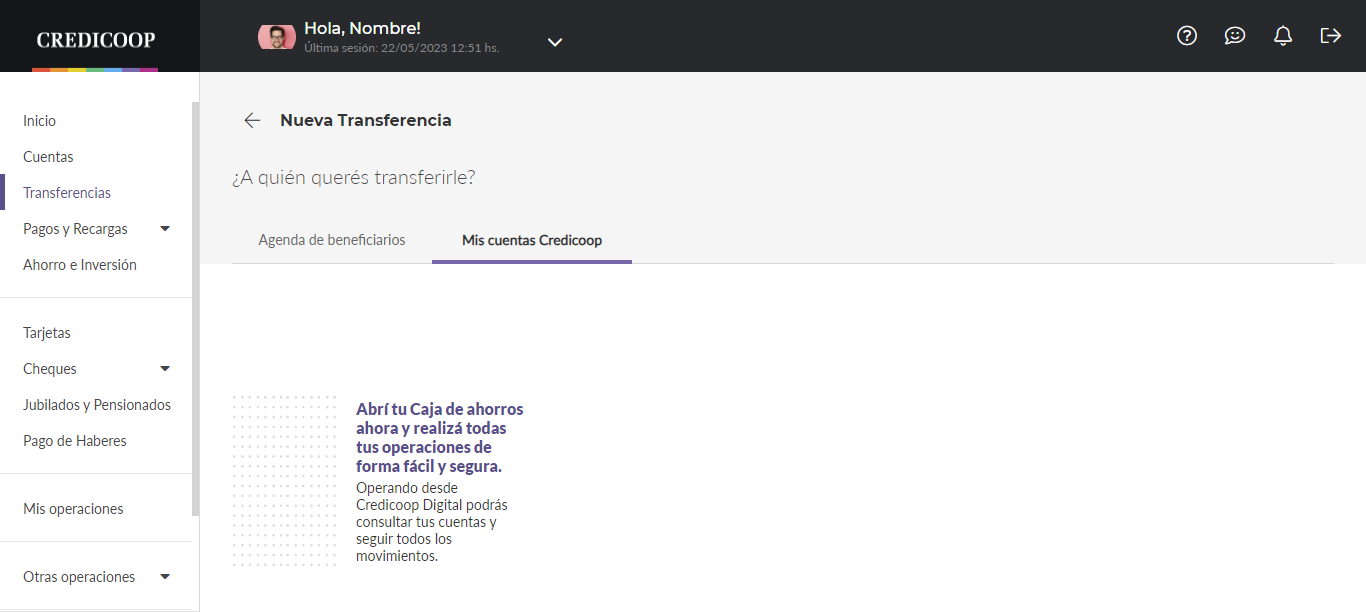 CREDICOOP
Hola, Nombre!
Última sesión: 22/05/2023 12:51 hs.
Inicio
Cuentas
Transferencias
Pagos y Recargas
Ahorro e Inversión
Tarjetas
Cheques
Jubilados y Pensionados
Pago de Haberes
Mis operaciones
Otras operaciones
Nueva Transferencia
¿A quién querés transferirle?
Agenda de beneficiarios
Mis cuentas Credicoop
Abrí tu Caja de ahorros
ahora y realizá todas
tus operaciones de
forma fácil y segura.
Operando desde
Credicoop Digital podrás
consultar tus cuentas y
seguir todos los
movimientos.